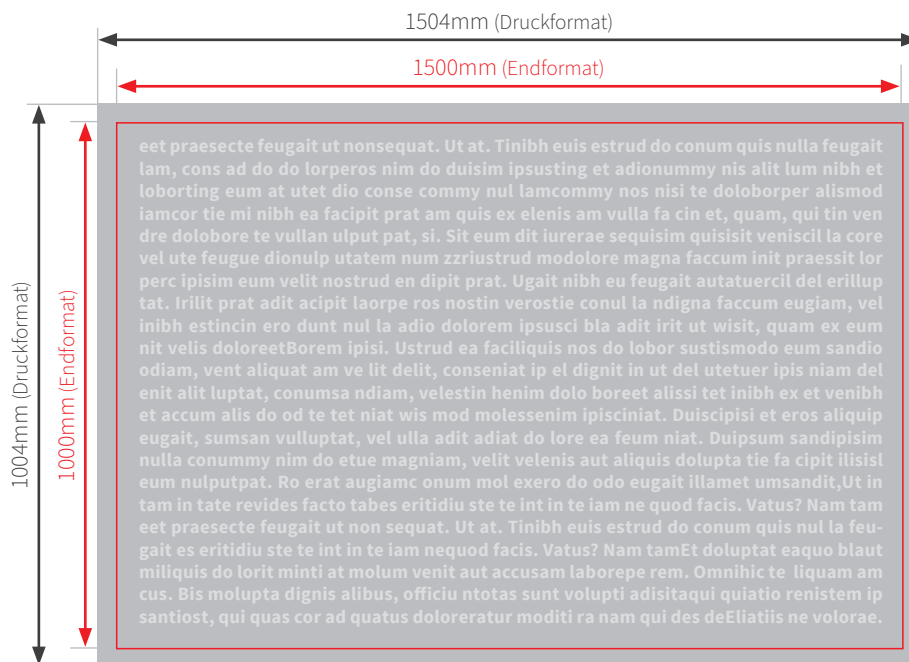 1504mm (Druckformat)
1500mm (Endformat)
1004mm (Druckformat)
1000mm (Endformat)
eet praesecte feugait ut nonsequat. Ut at. Tinibh euis estrud do conum quis nulla feugait
lam, cons ad do do lorperos nim do duisim ipsusting et adionummy nis alit lum nibh et
loborting eum at utet dio conse commy nul lamcommy nos nisi te doloborper alismod
iamcor tie mi nibh ea facipit prat am quis ex elenis am vulla fa cin et, quam, qui tin ven
dre dolobore te vullan ulput pat, si. Sit eum dit iurerae sequisim quisisit veniscil la core
vel ute feugue dionulp utatem num zzriustrud modolore magna faccum init praessit lor
perc ipisim eum velit nostrud en dipit prat. Ugait nibh eu feugait autatuercil del erillup
tat. Irilit prat adit acipit laorpe ros nostinverostie conul la ndigna faccum eugiam, vel
inibh estincin ero dunt nul la adio dolorer ipsusci bla adit irit ut wisit, quam ex eum
nit velis doloreetBorem ipisi. Ustrud ea faciliquis nos do lobor sustismodo eum sandio
odiam, vent aliquat am ve lit delit, conseniat ip el dignit in ut del utetuer ipis niam del
enit alit luptat, conumsa ndiam, velestin henim dolo boreet alissi tet inibh ex et venibh
et accum alis do od te tet niat wis mod maessenim ipisciniat. Duiscipisi et eros aliquip
eugait, sumsan vulluptat, vel ulla adit adiat do lore ea feum niat. Duipsum sandipisim
nulla conummy nim do etue magniam, velit velenis aut aliquis dolupta tie fa cipit ilisisl
eum nulputpat. Ro erat augiamc onum mol exero do odo eugait illamet umsandit,Ut in
tam in tate revides facto tabes eritidiu ste te int in te iam ne quod facis. Vatus? Nam tam
eet praesecte feugait ut non sequat. Ut at. Tinibh euis estrud do conum quis nul la feu-
gait es eritidiu ste te int in te iam nequod facis. Vatus? Nam tamEt doluptat eaquo blaut
miliquis do lorit minti at molum venit aut accusam laborepe rem. Omnihic te liquam am
cus. Bis molupta dignis alibus, officiu ntotas sunt volupti adisitaqui quiatio renistem ip
santiost, qui quas cor ad quatus doloreratur moditi ra nam qui des deEliatiis ne volorae.